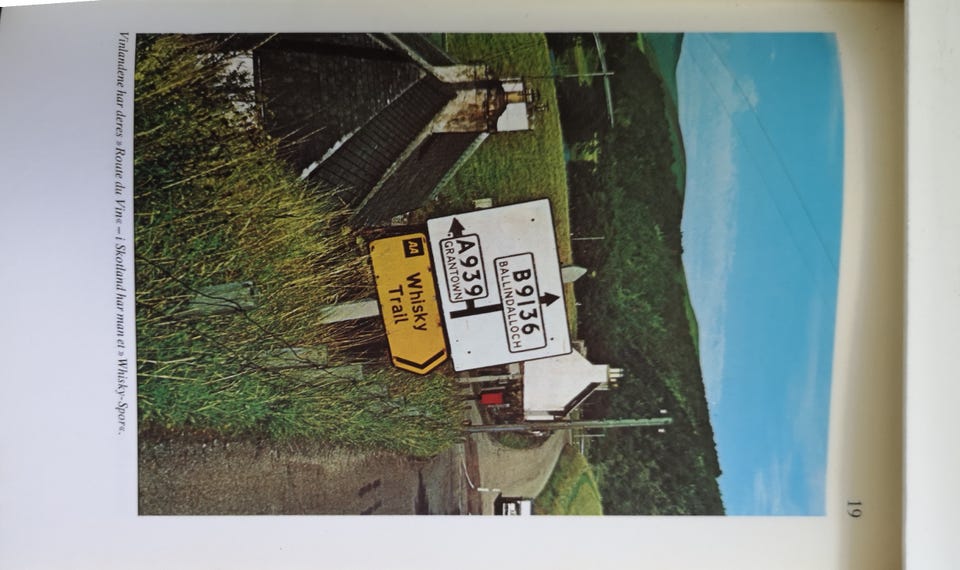 19
B9136
BALLINDALLOCH
A939
GRANTOWN
AA
Whisky
Trail
Vinlandene har deres »Route du Vin« – i Skotland har man et »Whisky-Spor«.